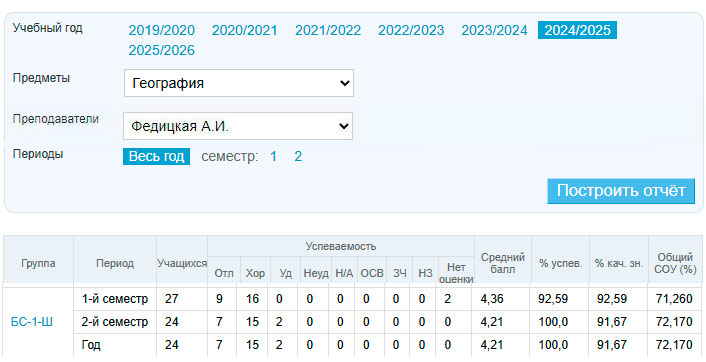 Учебный год 2019/2020 2020/2021 2021/2022 2022/2023 2023/2024 2024/2025
2025/2026
Предметы География
Преподаватели Федицкая А.И.
Периоды Весь год семестр: 1 2
Построить отчёт
Группа Период Учащихся Успеваемость Средний балл % успев. % кач. зн. Общий СОУ (%)
Отл Хор Уд Неуд Н/А ОСВ ЗЧ НЗ Нет оценки
БС-1-Ш 1-й семестр 27 9 16 0 0 0 0 0 0 2 4,36 92,59 92,59 71,260
2-й семестр 24 7 15 2 0 0 0 0 0 0 4,21 100,0 91,67 72,170
Год 24 7 15 2 0 0 0 0 0 0 4,21 100,0 91,67 72,170